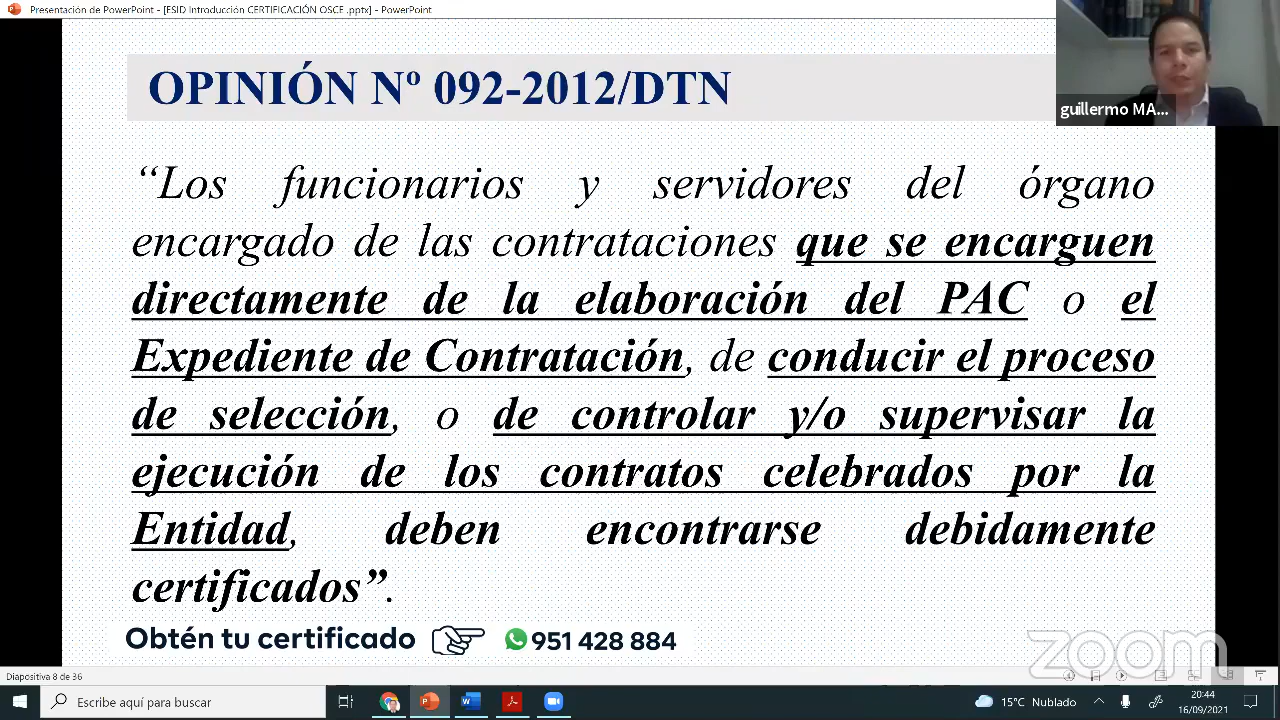 Presentación de PowerPoint - [ESID Introducción CERTIFICACIÓN OSCE .pptx] - PowerPoint
guillermo MA...
OPINIÓN Nº 092-2012/DTN
“Los funcionarios y servidores del órgano
encargado de las contrataciones que se encarguen
directamente de la elaboración del PAC o el
Expediente de Contratación, de conducir el proceso
de selección, o de controlar y/o supervisar la
ejecución de los contratos celebrados por la
Entidad, deben encontrarse debidamente
certificados”.
Obtén tu certificado 951 428 884
zoom
Diapositiva 8 de 36
Escribe aquí para buscar
15°C Nublado
20:44
16/09/2021